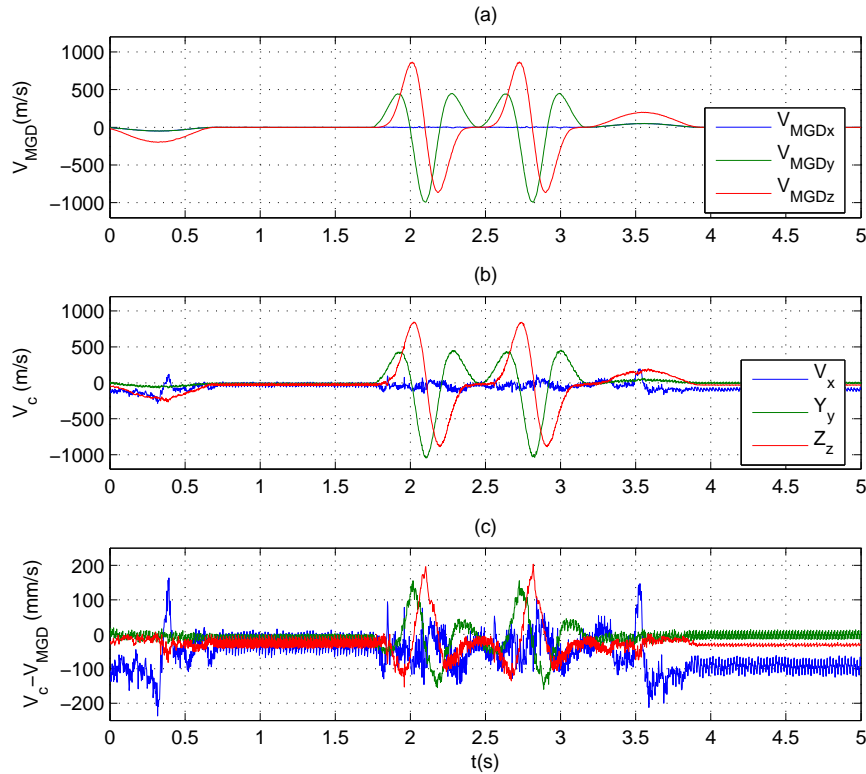 (a)
V_MGD(m/s)
1000
500
0
−500
−1000
0 0.5 1 1.5 2 2.5 3 3.5 4 4.5 5
V_MGDx
V_MGDy
V_MGDz
(b)
V_c (m/s)
1000
500
0
−500
−1000
0 0.5 1 1.5 2 2.5 3 3.5 4 4.5 5
V_x
Y_y
Z_z
(c)
V_c−V_MGD (mm/s)
200
100
0
−100
−200
0 0.5 1 1.5 2 2.5 3 3.5 4 4.5 5
t(s)